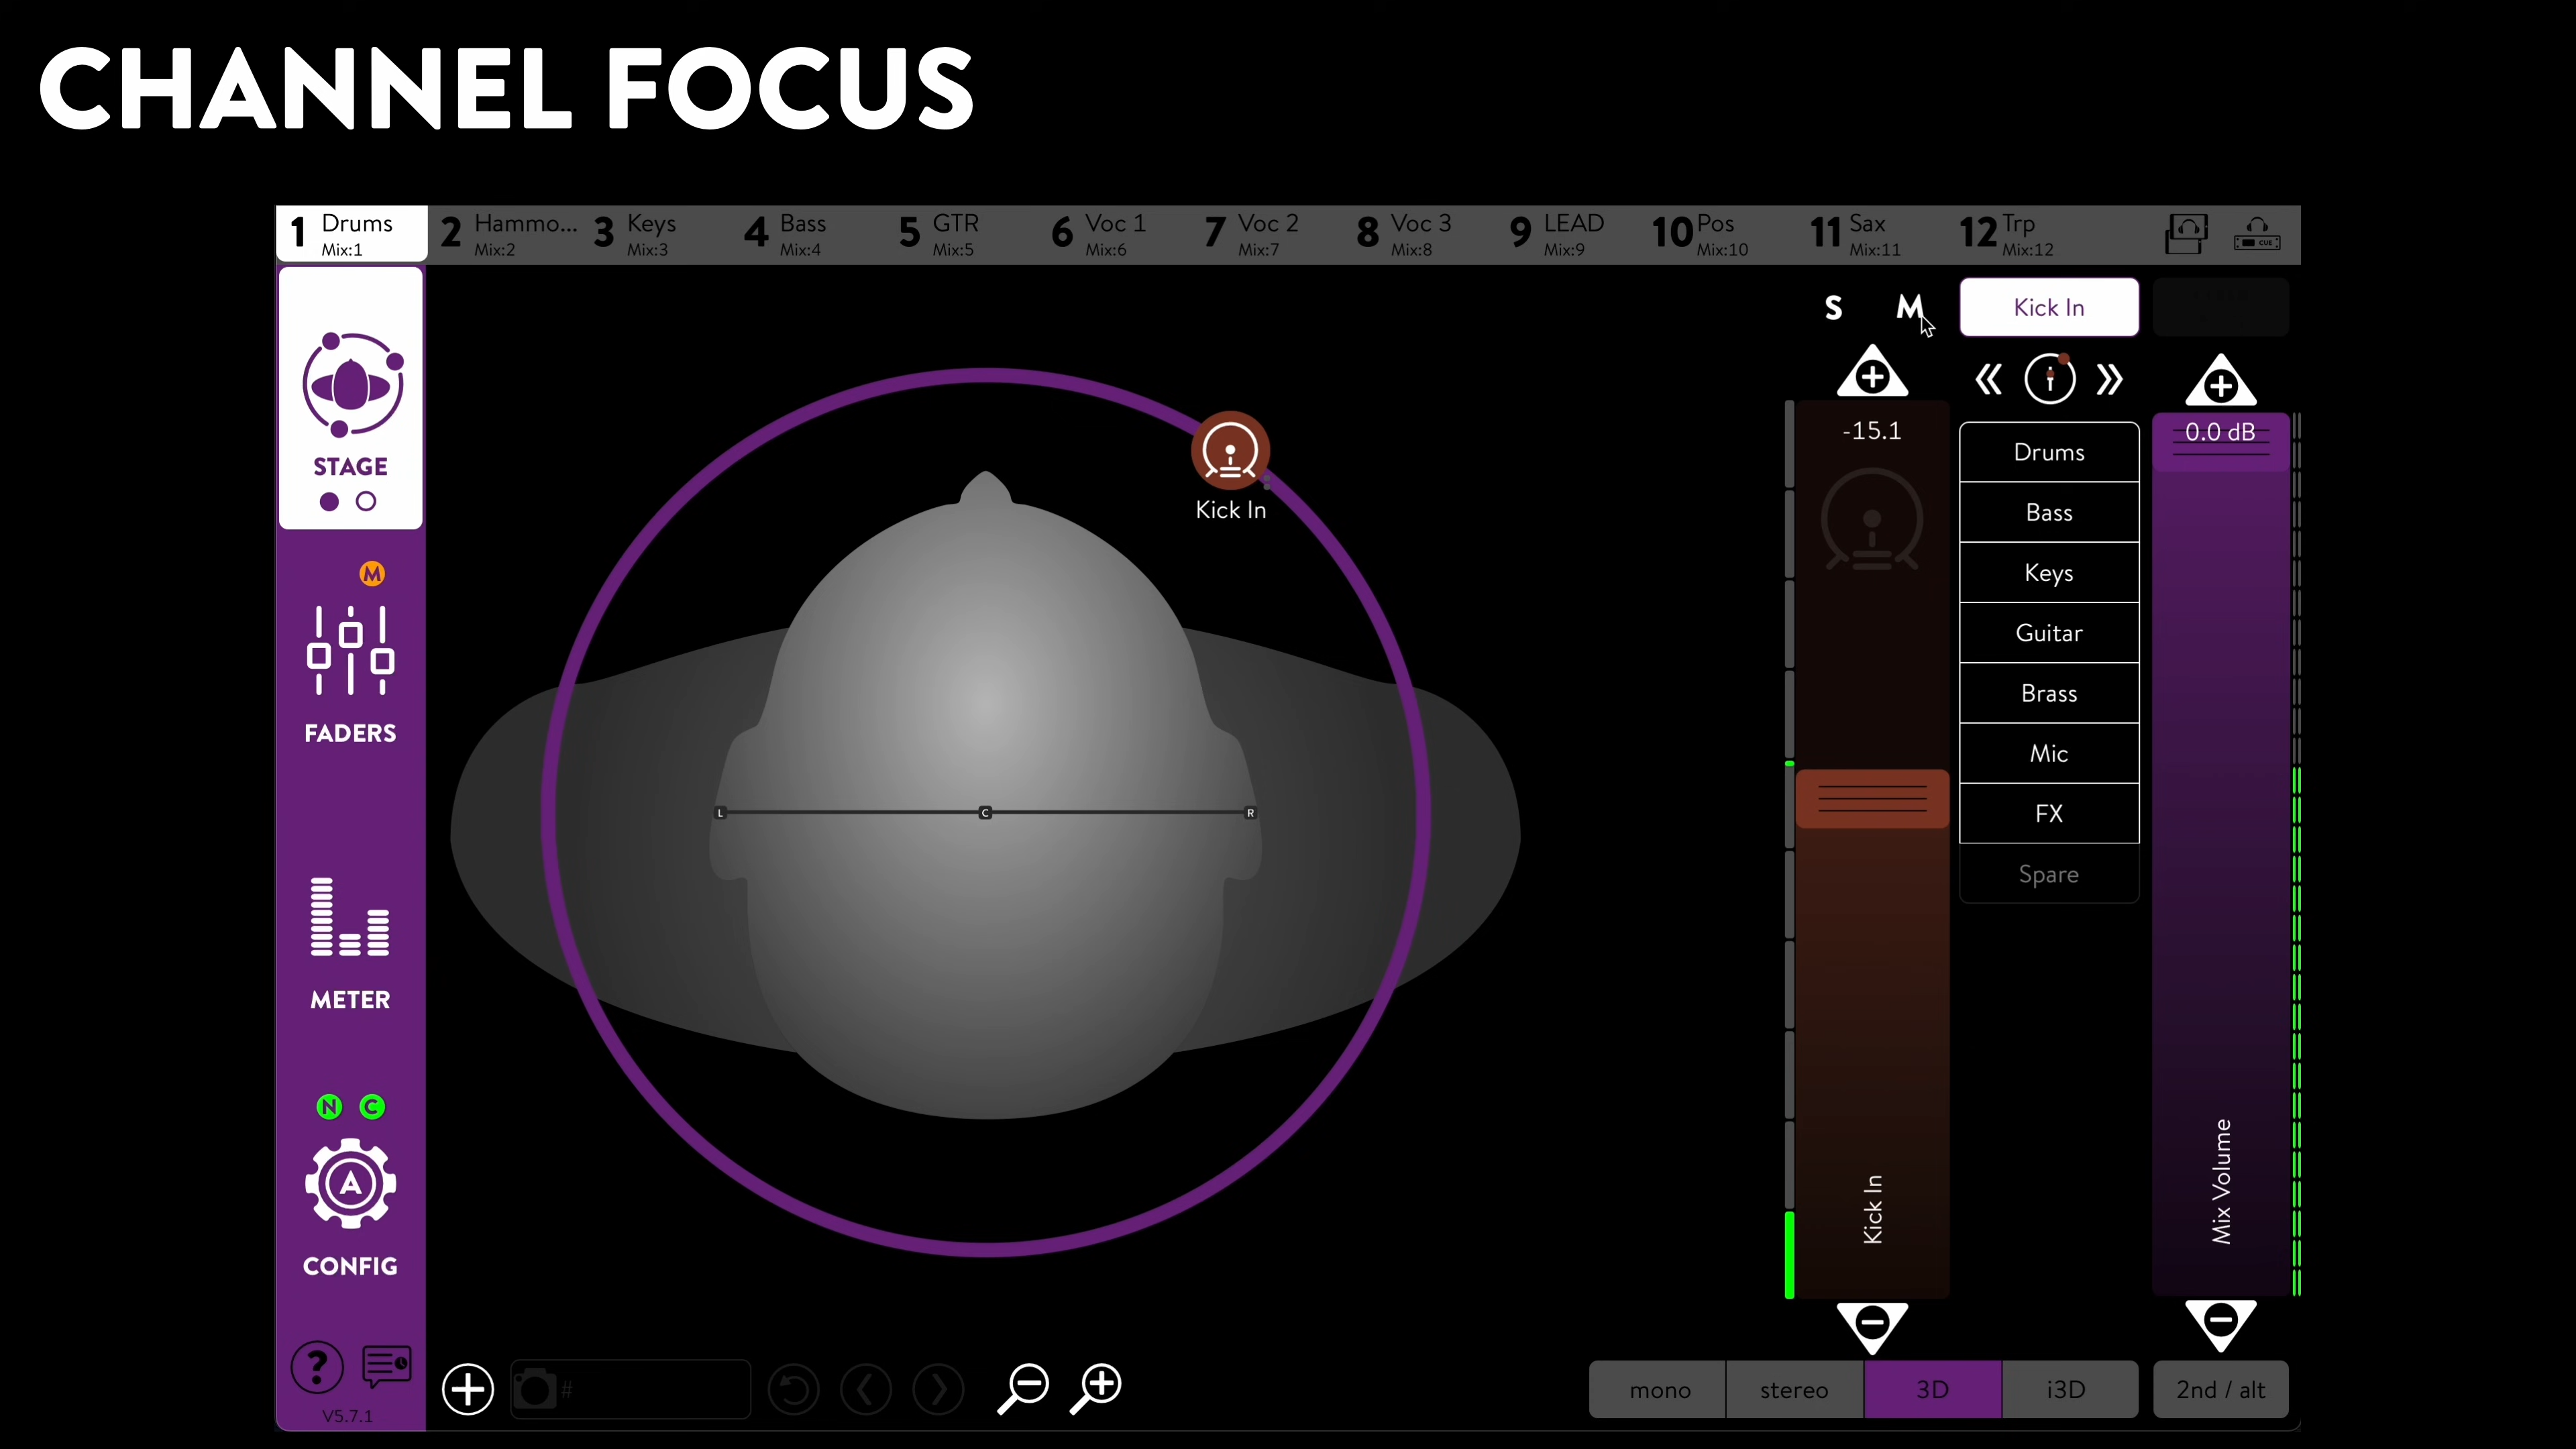 CHANNEL FOCUS
1 Drums Mix:1
2 Hammo... Mix:2
3 Keys Mix:3
4 Bass Mix:4
5 GTR Mix:5
6 Voc 1 Mix:6
7 Voc 2 Mix:7
8 Voc 3 Mix:8
9 LEAD Mix:9
10 Pos Mix:10
11 Sax Mix:11
12 Trp Mix:12
CUE
S M Kick In
STAGE
M
FADERS
METER
N C
A
CONFIG
?
V5.7.1
Kick In
L C R
-15.1
Kick In
Drums
Bass
Keys
Guitar
Brass
Mic
FX
Spare
0.0 dB
Mix Volume
#
mono stereo 3D i3D 2nd / alt